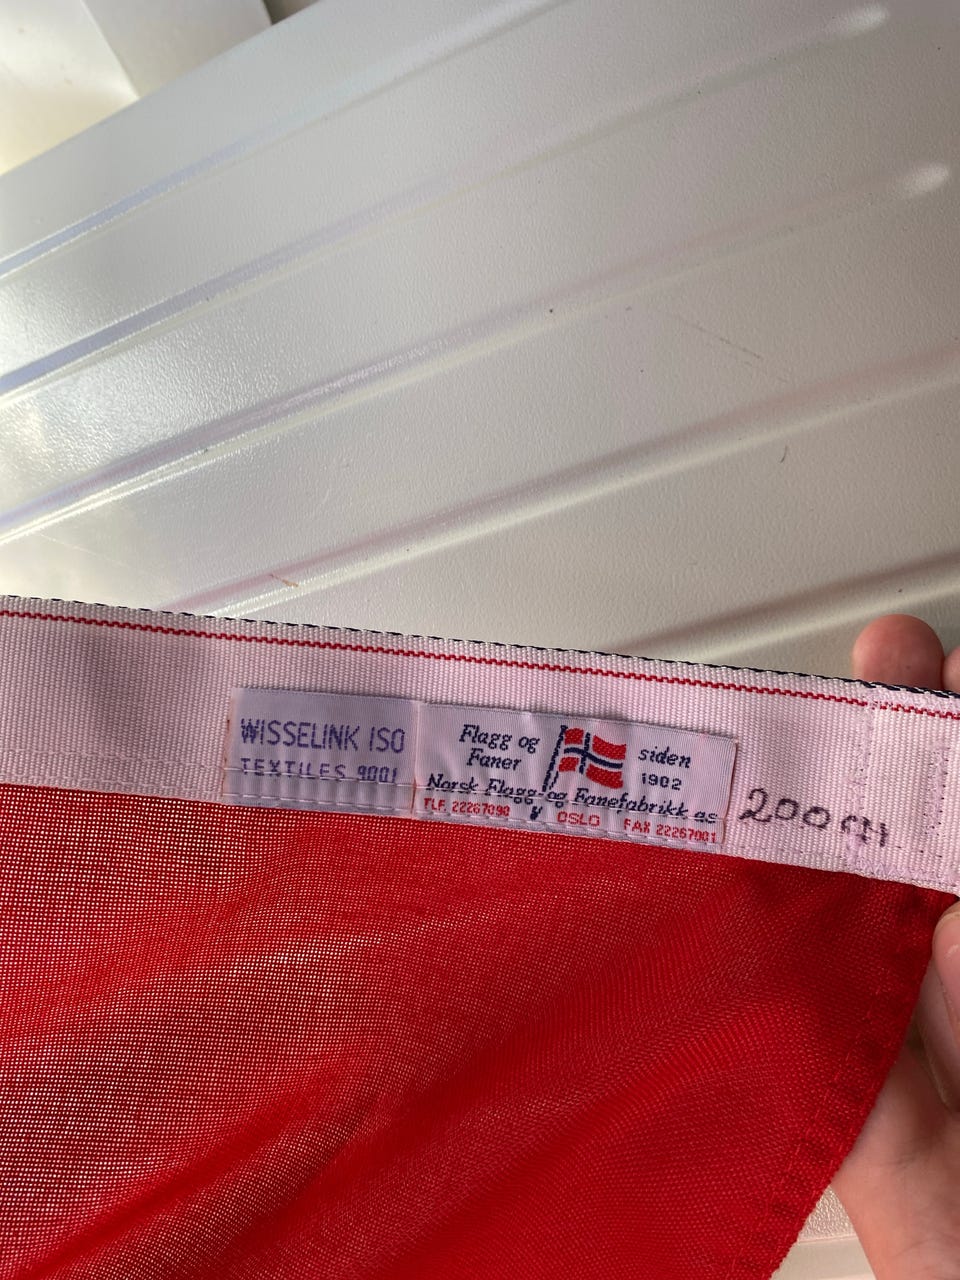 WISSELINK ISO
TEXTILES 9001
Flagg og
Faner
siden
1902
Norsk Flagg og Fanefabrikk as
TLF. 22267090 OSLO FAX 22267001
200 cm